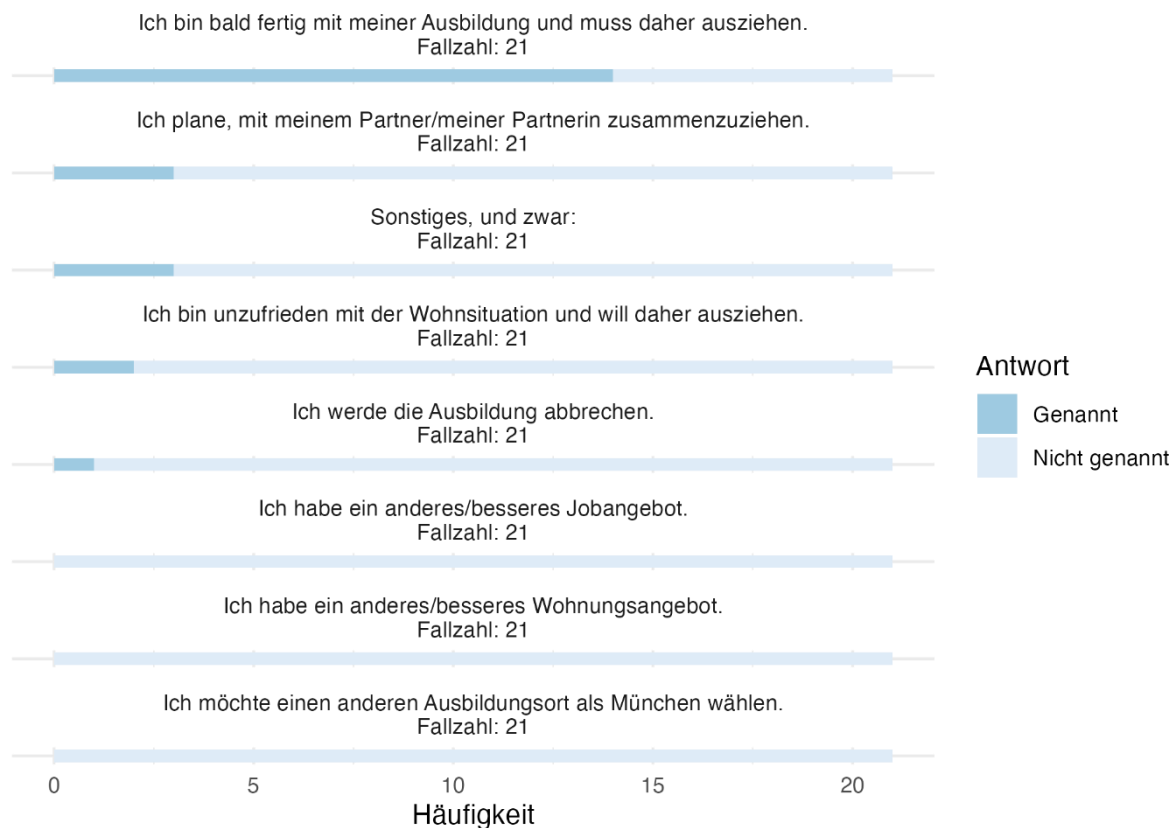 Ich bin bald fertig mit meiner Ausbildung und muss daher ausziehen.
Fallzahl: 21
Ich plane, mit meinem Partner/meiner Partnerin zusammenzuziehen.
Fallzahl: 21
Sonstiges, und zwar:
Fallzahl: 21
Ich bin unzufrieden mit der Wohnsituation und will daher ausziehen.
Fallzahl: 21
Ich werde die Ausbildung abbrechen.
Fallzahl: 21
Ich habe ein anderes/besseres Jobangebot.
Fallzahl: 21
Ich habe ein anderes/besseres Wohnungsangebot.
Fallzahl: 21
Ich möchte einen anderen Ausbildungsort als München wählen.
Fallzahl: 21
0 5 10 15 20
Häufigkeit
Antwort
Genannt
Nicht genannt